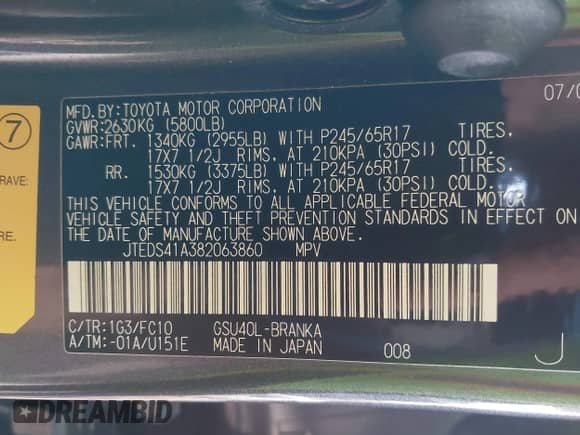 07/0
MFD.BY:TOYOTA MOTOR CORPORATION
GVWR:2630KG (5800LB)
GAWR:FRT. 1340KG (2955LB) WITH P245/65R17 TIRES,
17X7 1/2J RIMS, AT 210KPA (30PSI) COLD.
RR. 1530KG (3375LB) WITH P245/65R17 TIRES,
17X7 1/2J RIMS, AT 210KPA (30PSI) COLD.
THIS VEHICLE CONFORMS TO ALL APPLICABLE FEDERAL MOTOR
VEHICLE SAFETY AND THEFT PREVENTION STANDARDS IN EFFECT ON
THE DATE OF MANUFACTURE SHOWN ABOVE.
JTEDS41A382063860 MPV
C/TR:1G3/FC10 GSU40L-BRANKA
A/TM:-01A/U151E MADE IN JAPAN 008 J
7
RAVE:
RE.
DREAMBID